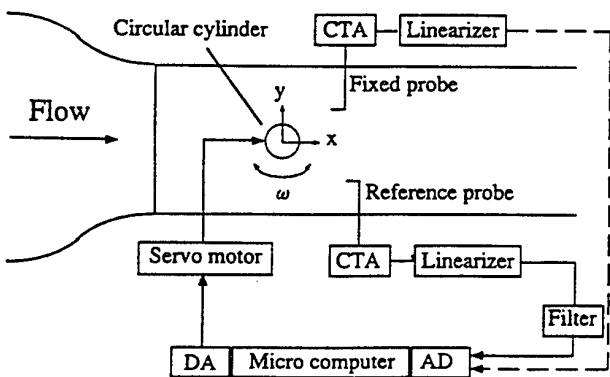 CTA
Linearizer
Circular cylinder
Fixed probe
Flow
y
x
ω
Reference probe
Servo motor
CTA
Linearizer
Filter
DA
Micro computer
AD